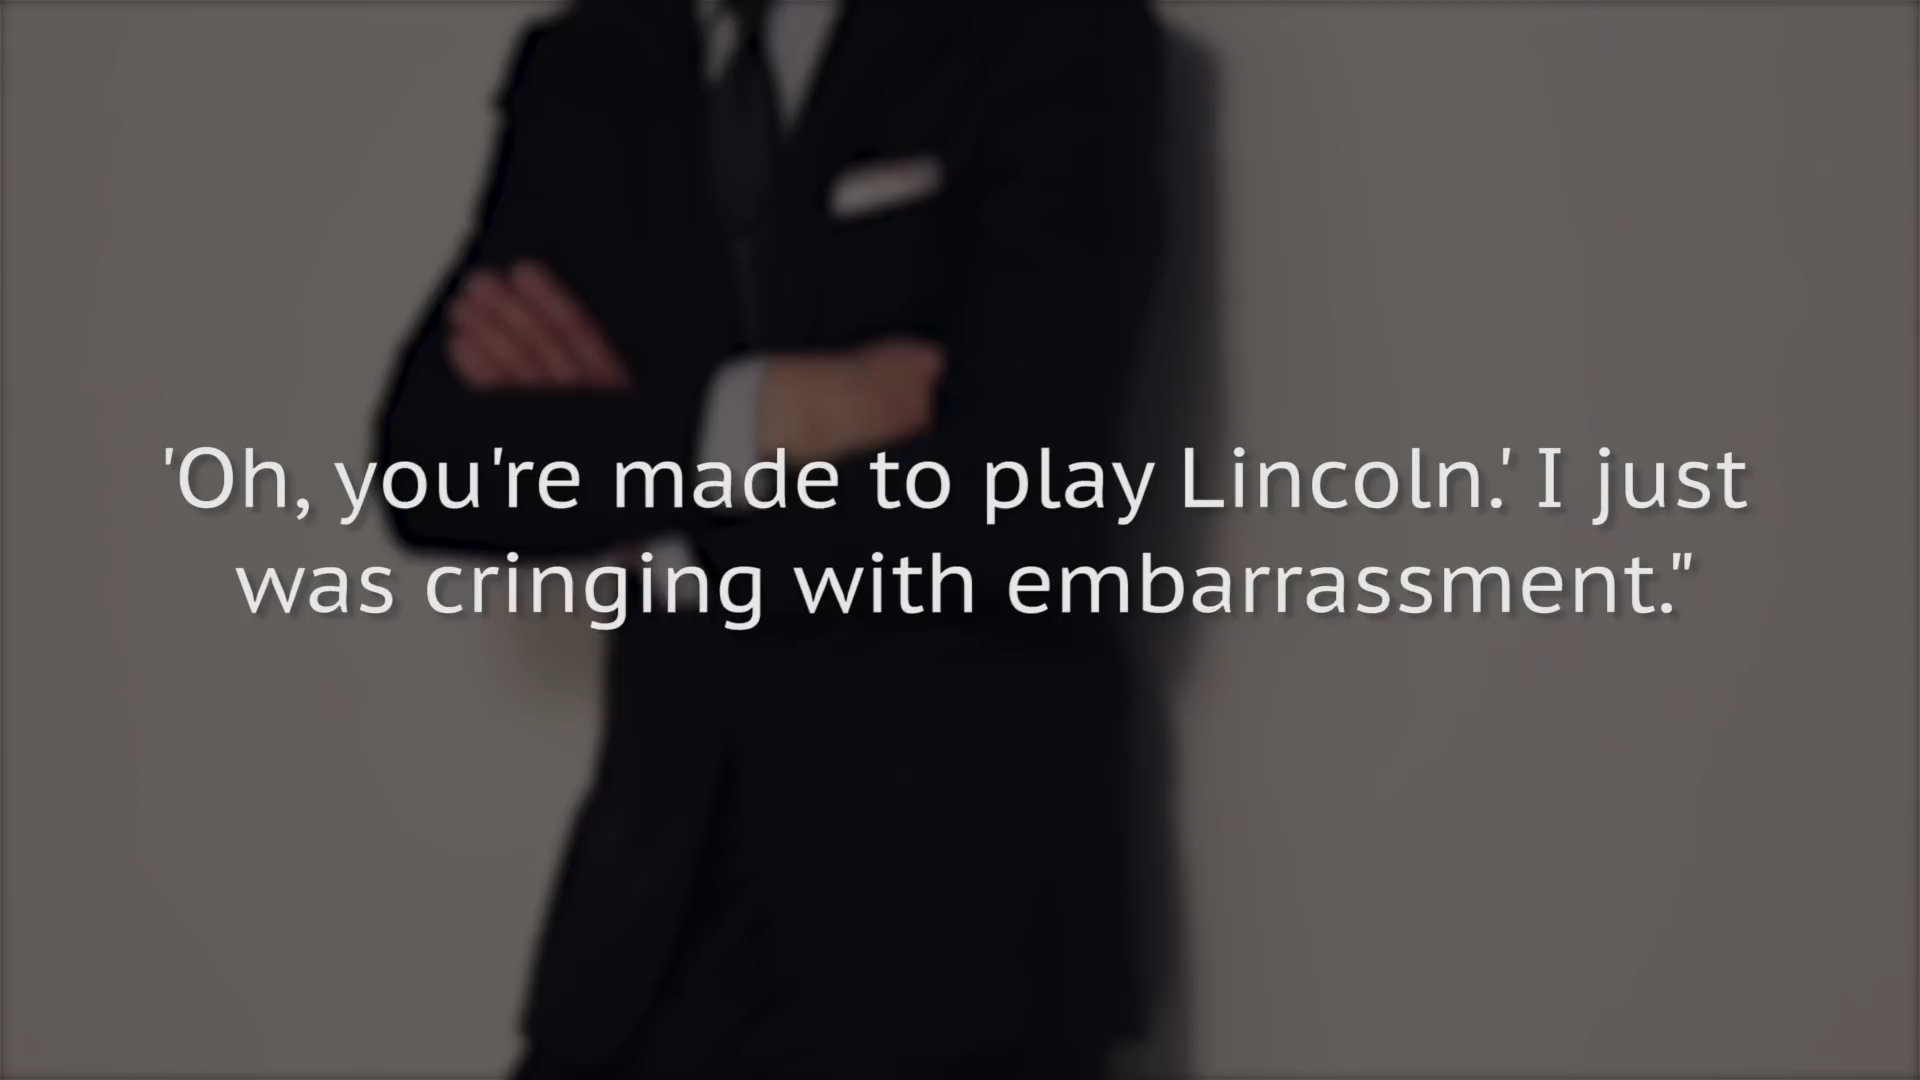 'Oh, you're made to play Lincoln.' I just
was cringing with embarrassment."